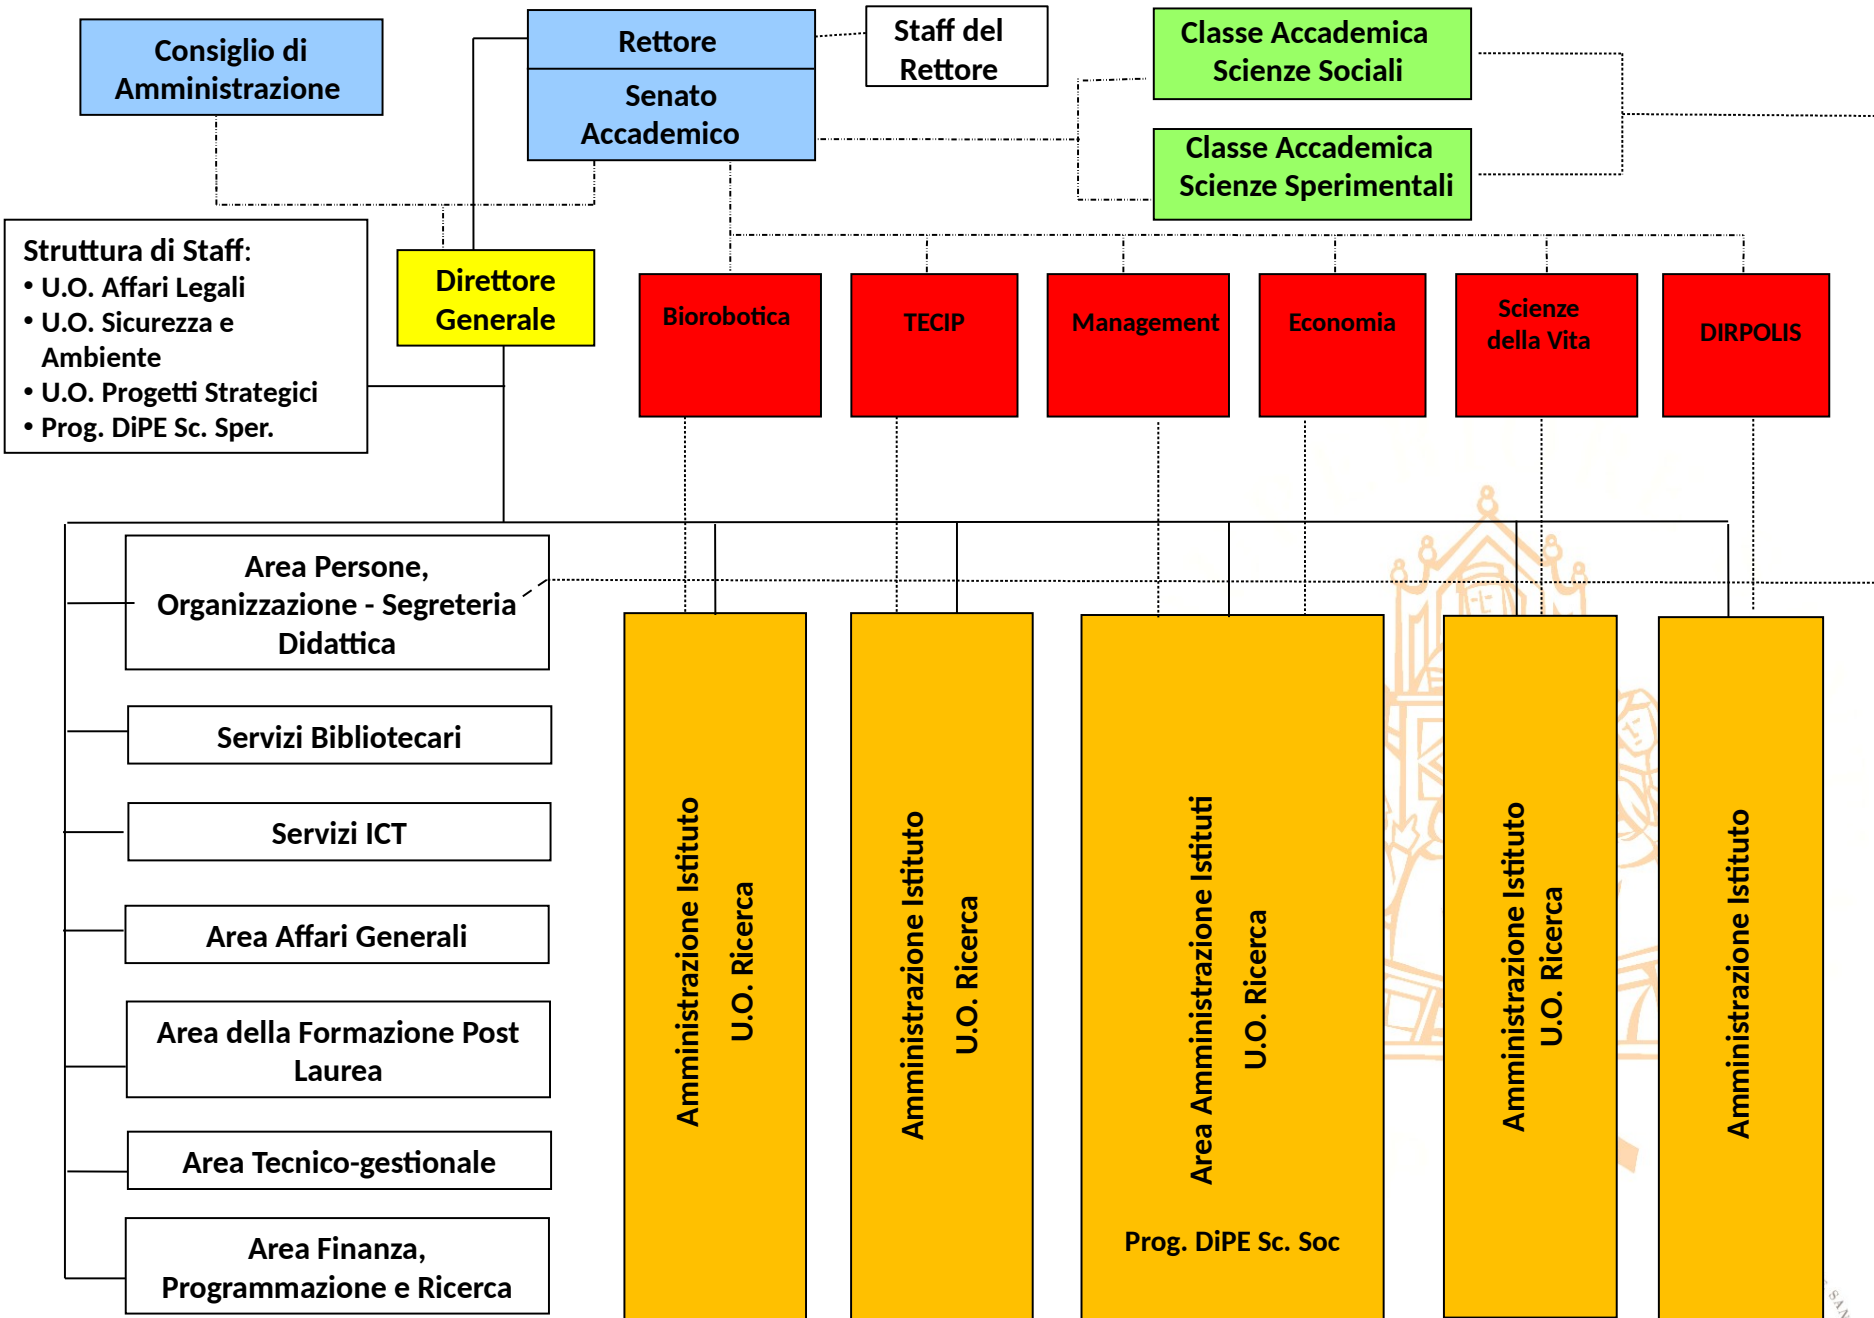 Consiglio di
Amministrazione
Rettore
Senato
Accademico
Staff del
Rettore
Classe Accademica
Scienze Sociali
Classe Accademica
Scienze Sperimentali
Struttura di Staff:
• U.O. Affari Legali
• U.O. Sicurezza e
Ambiente
• U.O. Progetti Strategici
• Prog. DiPE Sc. Sper.
Direttore
Generale
Biorobotica
TECIP
Management
Economia
Scienze
della Vita
DIRPOLIS
Area Persone,
Organizzazione - Segreteria
Didattica
Servizi Bibliotecari
Servizi ICT
Area Affari Generali
Area della Formazione Post
Laurea
Area Tecnico-gestionale
Area Finanza,
Programmazione e Ricerca
Amministrazione Istituto
U.O. Ricerca
Amministrazione Istituto
U.O. Ricerca
Area Amministrazione Istituti
U.O. Ricerca
Prog. DiPE Sc. Soc
Amministrazione Istituto
U.O. Ricerca
Amministrazione Istituto
SAN